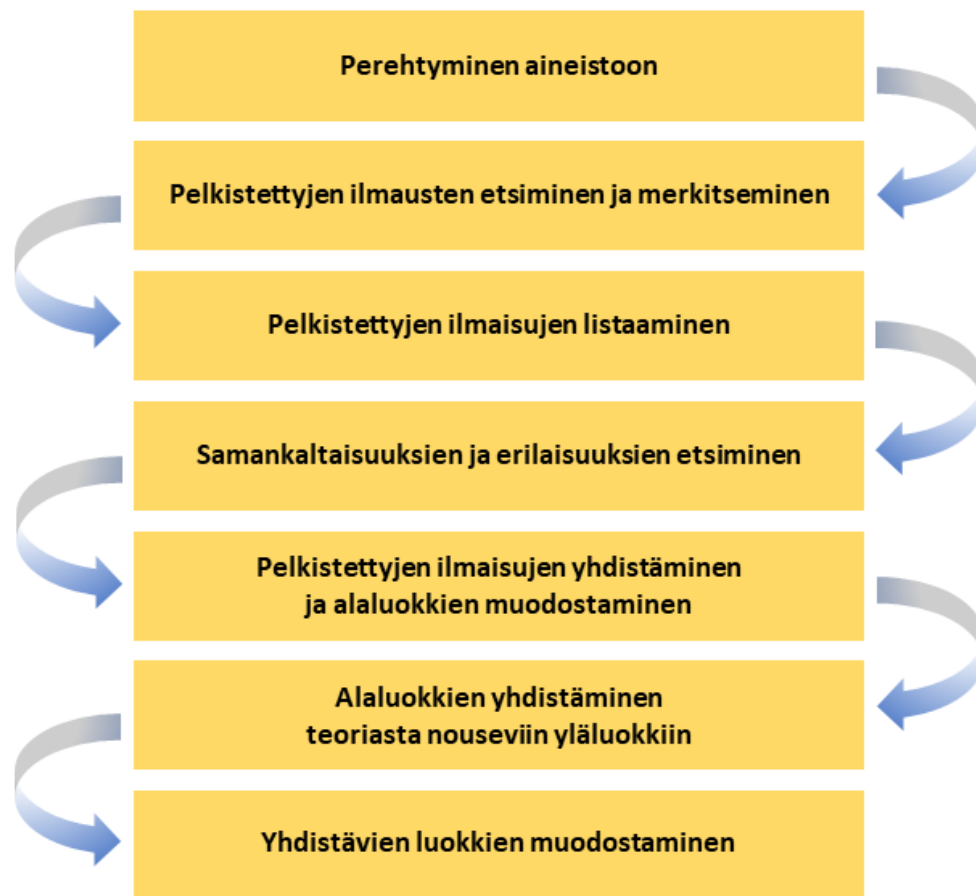 Perehtyminen aineistoon
Pelkistettyjen ilmausten etsiminen ja merkitseminen
Pelkistettyjen ilmaisujen listaaminen
Samankaltaisuuksien ja erilaisuuksien etsiminen
Pelkistettyjen ilmaisujen yhdistäminen
ja alaluokkien muodostaminen
Alaluokkien yhdistäminen
teoriasta nouseviin yläluokkiin
Yhdistävien luokkien muodostaminen